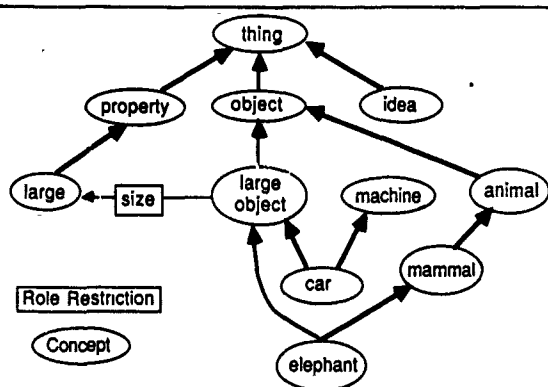 thing
property
object
idea
large
size
large
object
machine
animal
car
mammal
Role Restriction
Concept
elephant